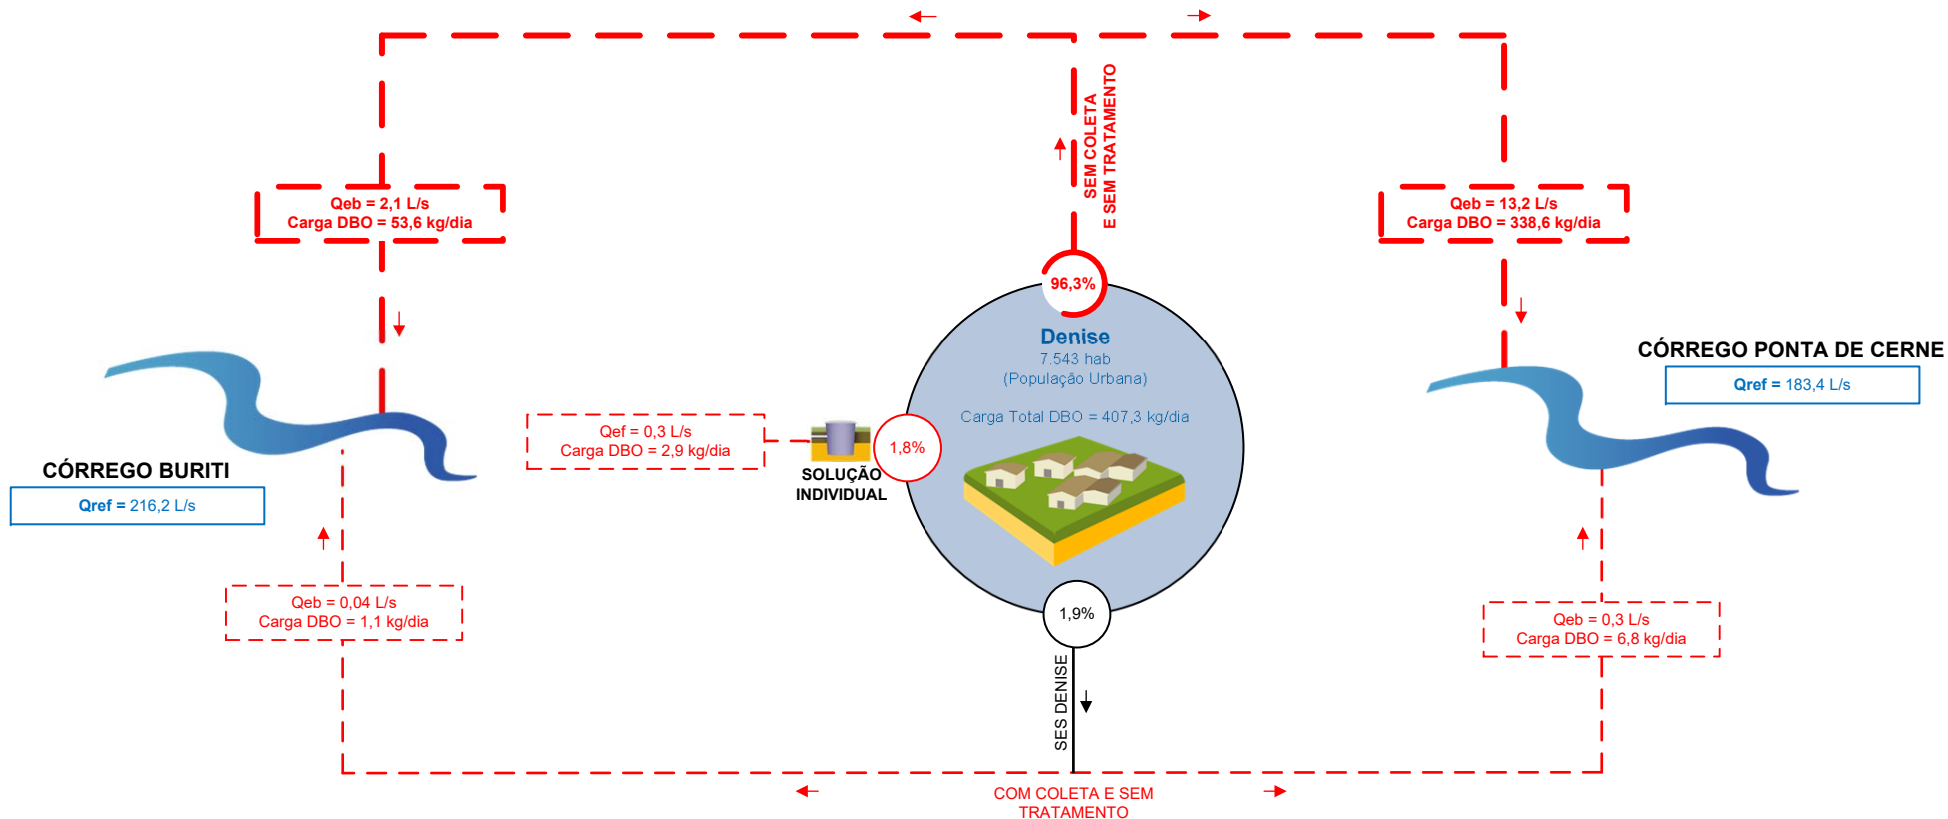 SEM COLETA
E SEM TRATAMENTO
Qeb = 2,1 L/s
Carga DBO = 53,6 kg/dia
Qeb = 13,2 L/s
Carga DBO = 338,6 kg/dia
96,3%
Denise
7.543 hab
(População Urbana)
Carga Total DBO = 407,3 kg/dia
CÓRREGO PONTA DE CERNE
Qref = 183,4 L/s
Qef = 0,3 L/s
Carga DBO = 2,9 kg/dia
1,8%
SOLUÇÃO
INDIVIDUAL
CÓRREGO BURITI
Qref = 216,2 L/s
Qeb = 0,04 L/s
Carga DBO = 1,1 kg/dia
1,9%
Qeb = 0,3 L/s
Carga DBO = 6,8 kg/dia
SES DENISE
COM COLETA E SEM
TRATAMENTO